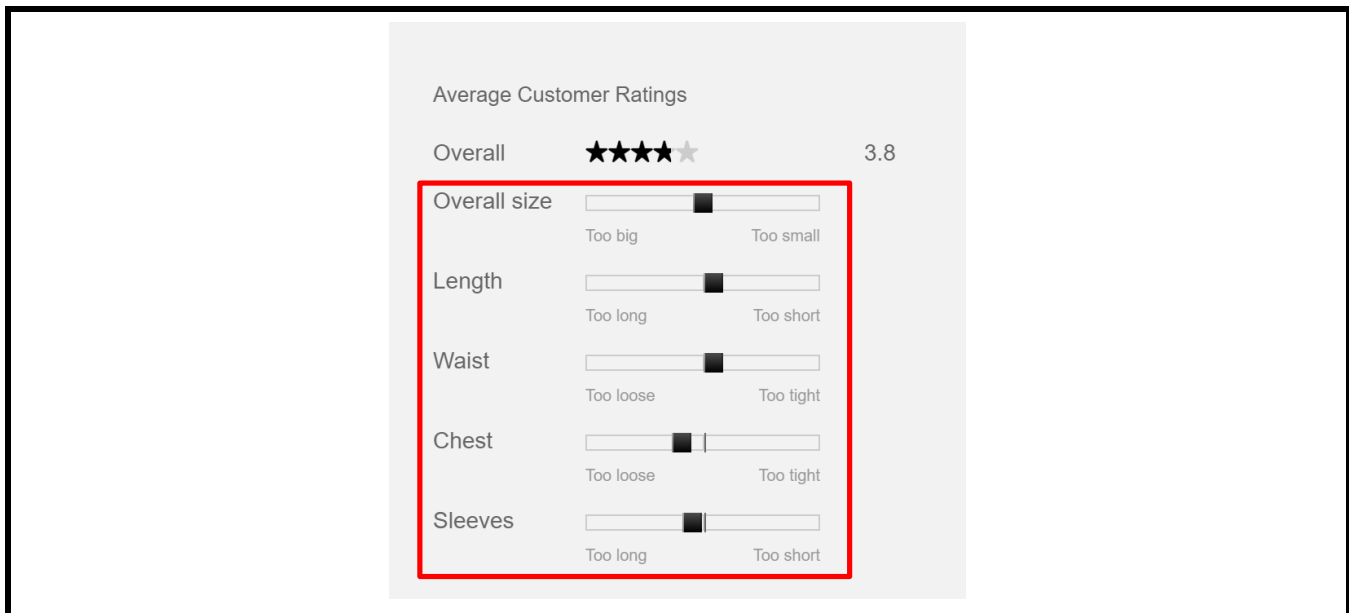 Average Customer Ratings
Overall 3.8
Overall size
Too big Too small
Length
Too long Too short
Waist
Too loose Too tight
Chest
Too loose Too tight
Sleeves
Too long Too short